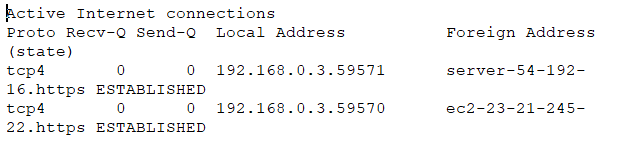 Active Internet connections
Proto Recv-Q Send-Q  Local Address          Foreign Address
(state)
tcp4       0      0  192.168.0.3.59571      server-54-192-
16.https ESTABLISHED
tcp4       0      0  192.168.0.3.59570      ec2-23-21-245-
22.https ESTABLISHED